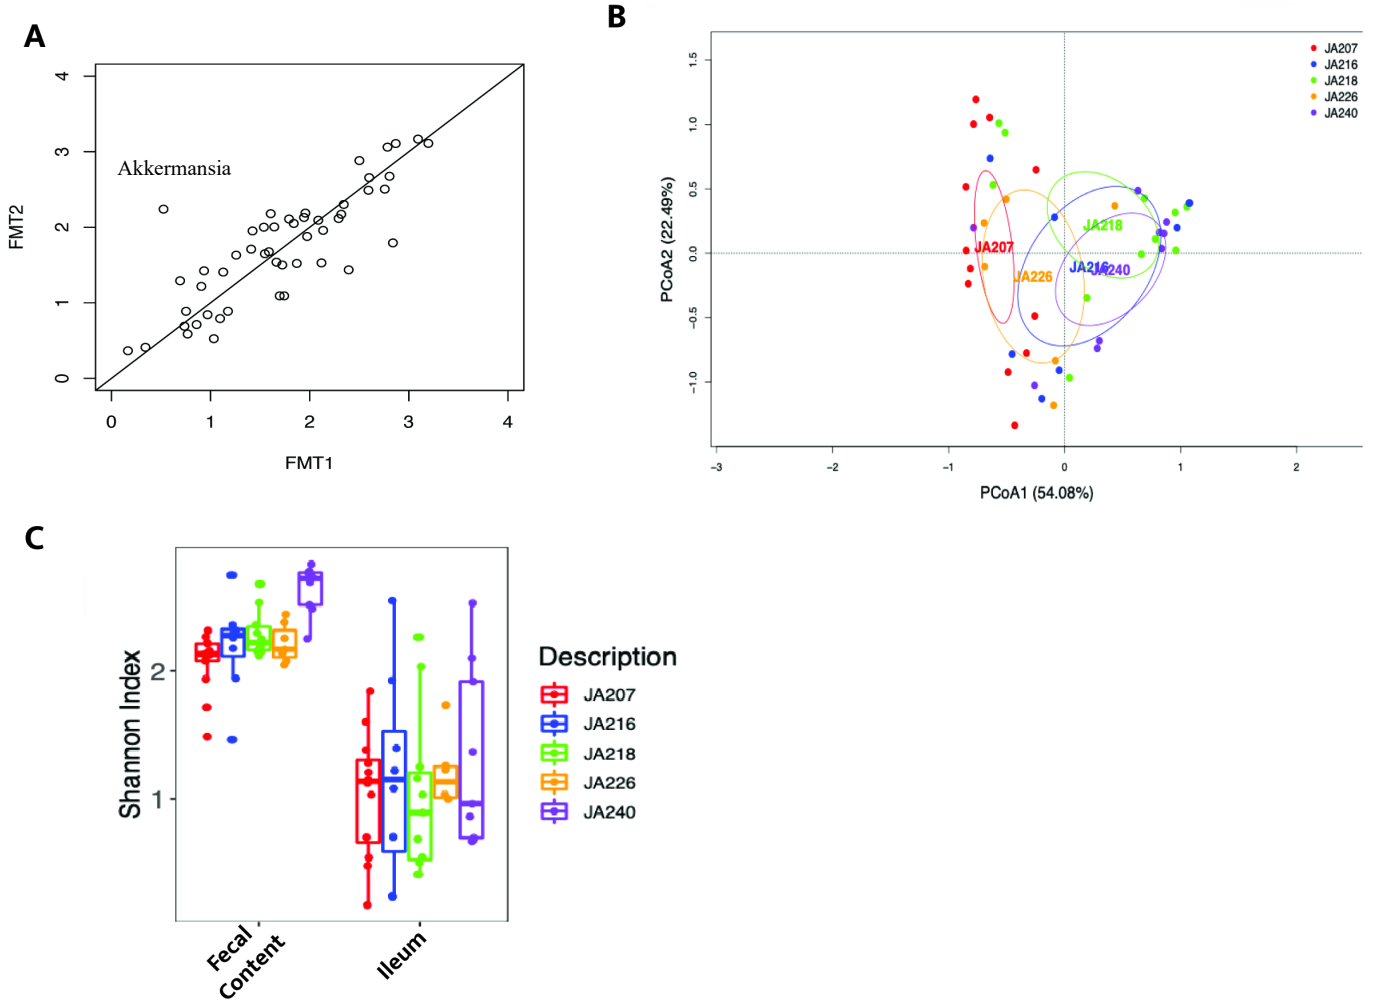 A
4
3
2
1
0
FMT2
Akkermansia
0 1 2 3 4
FMT1
B
JA207
JA216
JA218
JA226
JA240
1.5
1.0
0.5
0.0
−0.5
−1.0
PCoA2 (22.49%)
JA218
JA207
JA216
JA240
JA226
−3 −2 −1 0 1 2
PCoA1 (54.08%)
C
Shannon Index
2
1
Fecal
Content
Ileum
Description
JA207
JA216
JA218
JA226
JA240